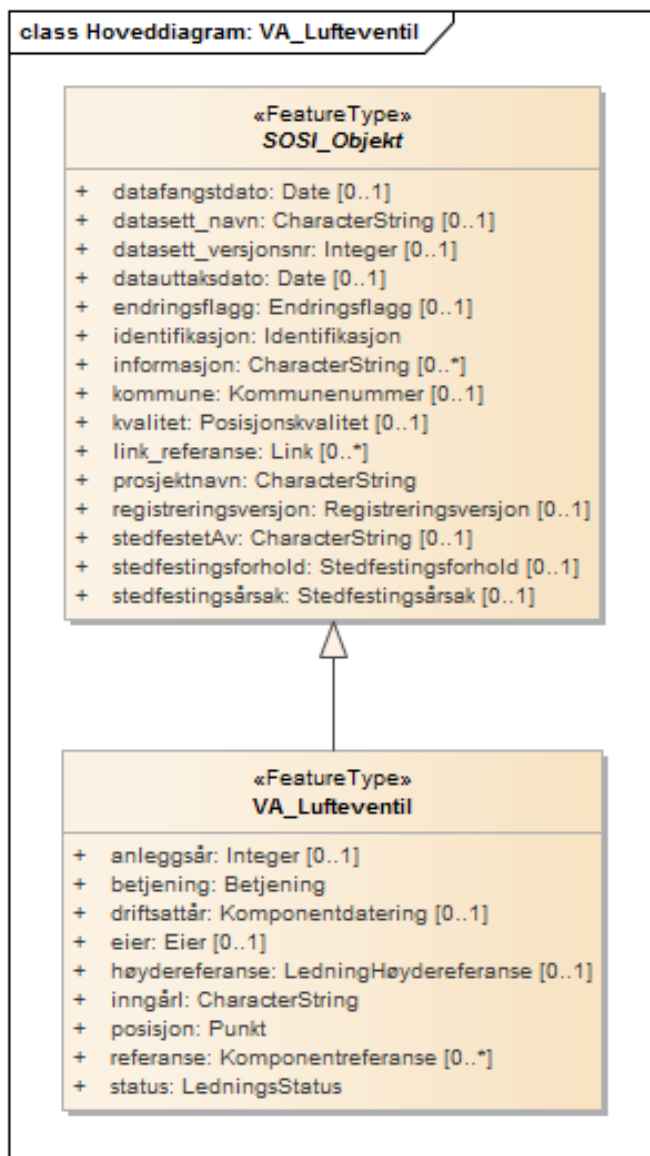 class Hoveddiagram: VA_Lufteventil
«FeatureType»
SOSI_Objekt
+ datafangstdato: Date [0..1]
+ datasett_navn: CharacterString [0..1]
+ datasett_versjonsnr: Integer [0..1]
+ datauttaksdato: Date [0..1]
+ endringsflagg: Endringsflagg [0..1]
+ identifikasjon: Identifikasjon
+ informasjon: CharacterString [0..*]
+ kommune: Kommunenummer [0..1]
+ kvalitet: Posisjonskvalitet [0..1]
+ link_referanse: Link [0..*]
+ prosjektnavn: CharacterString
+ registreringsversjon: Registreringsversjon [0..1]
+ stedfestetAv: CharacterString [0..1]
+ stedfestingsforhold: Stedfestingsforhold [0..1]
+ stedfestingsårsak: Stedfestingsårsak [0..1]
«FeatureType»
VA_Lufteventil
+ anleggsår: Integer [0..1]
+ betjening: Betjening
+ driftsattår: Komponentdatering [0..1]
+ eier: Eier [0..1]
+ høydereferanse: LedningHøydereferanse [0..1]
+ inngårI: CharacterString
+ posisjon: Punkt
+ referanse: Komponentreferanse [0..*]
+ status: LedningsStatus